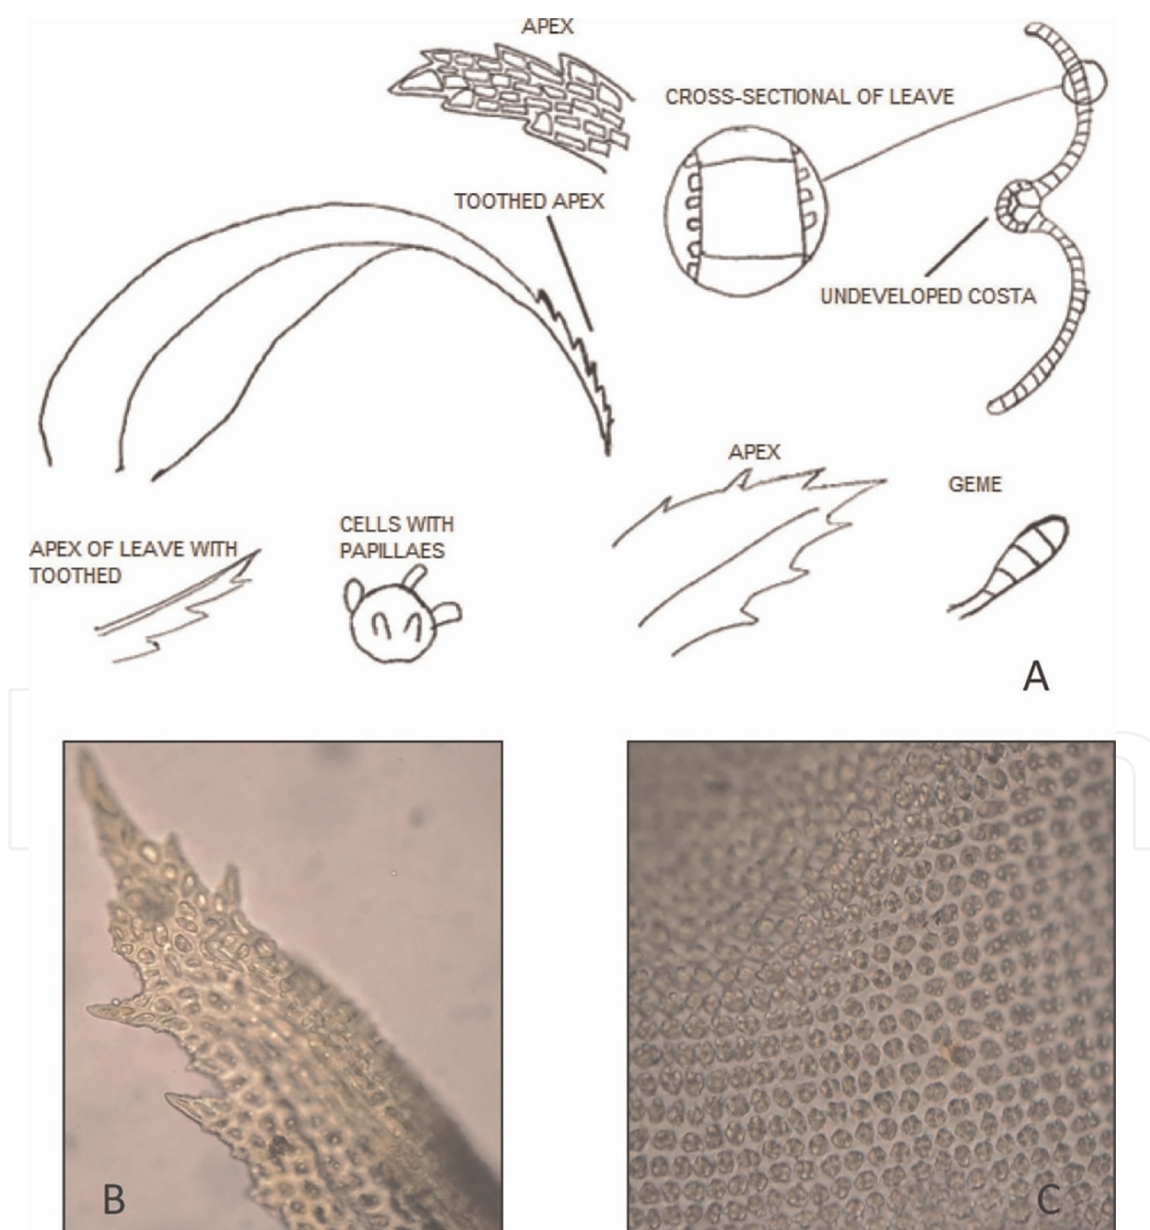 APEX
CROSS-SECTIONAL OF LEAVE
TOOTHED APEX
UNDEVELOPED COSTA
APEX
GEME
CELLS WITH
PAPILLAES
APEX OF LEAVE WITH
TOOTHED
A
B
C